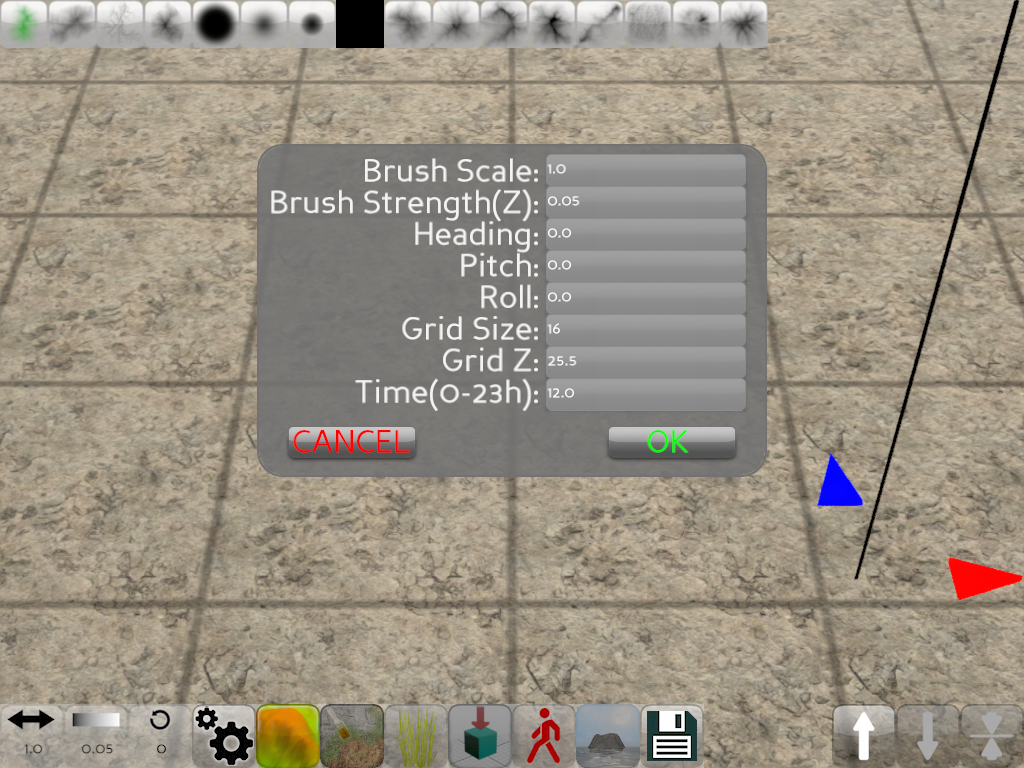 Brush Scale: 1.0
Brush Strength(Z): 0.05
Heading: 0.0
Pitch: 0.0
Roll: 0.0
Grid Size: 16
Grid Z: 25.5
Time(0-23h): 12.0
CANCEL OK
1.0 0.05 0